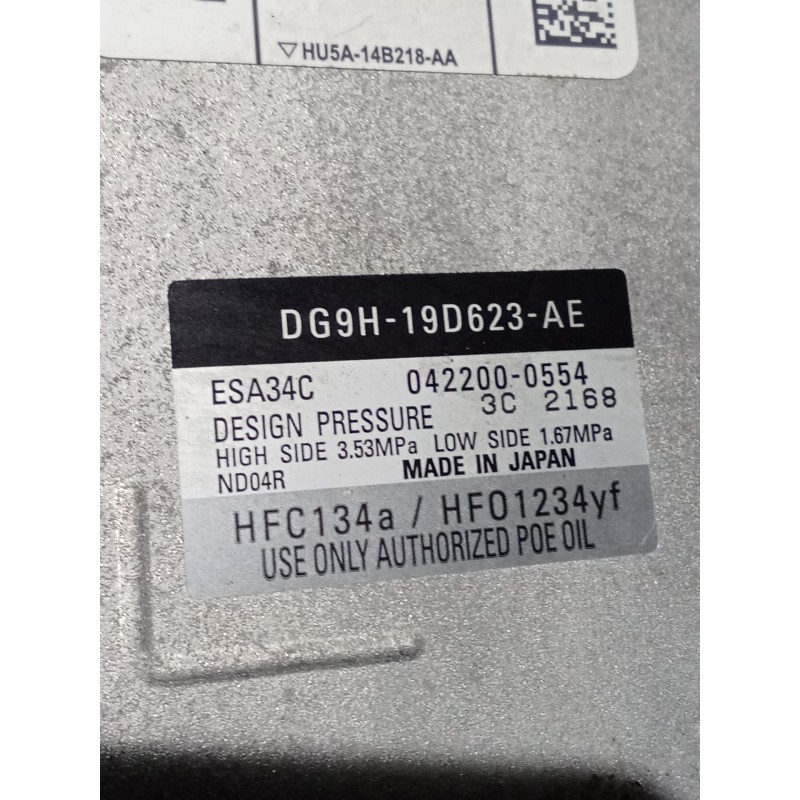 ▽HU5A-14B218-AA
DG9H-19D623-AE
ESA34C 042200-0554
DESIGN PRESSURE 3C 2168
HIGH SIDE 3.53MPa LOW SIDE 1.67MPa
ND04R MADE IN JAPAN
HFC134a / HFO1234yf
USE ONLY AUTHORIZED POE OIL